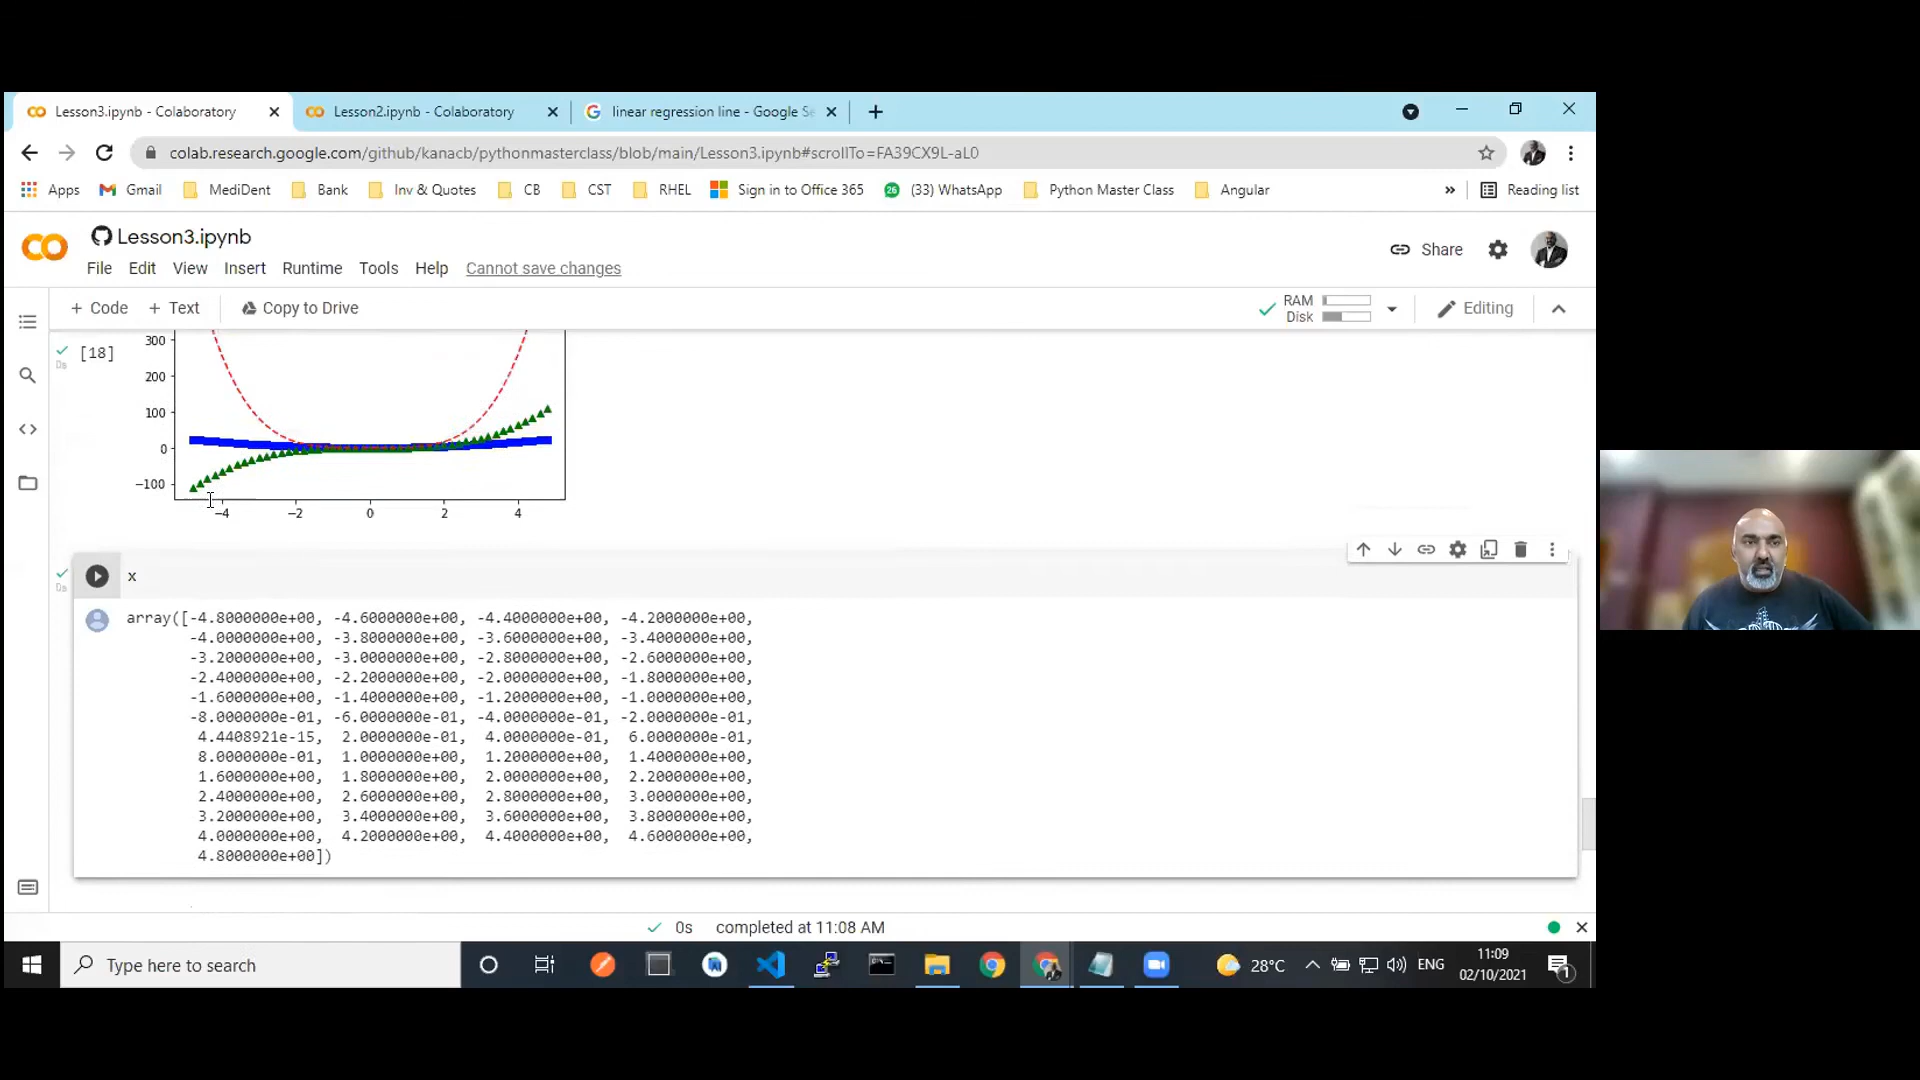 Lesson3.ipynb - Colaboratory
Lesson2.ipynb - Colaboratory
linear regression line - Google Se
colab.research.google.com/github/kanacb/pythonmasterclass/blob/main/Lesson3.ipynb#scrollTo=FA39CX9L-aL0
Apps Gmail MediDent Bank Inv & Quotes CB CST RHEL Sign in to Office 365 26 (33) WhatsApp Python Master Class Angular » Reading list
Lesson3.ipynb
Share
File Edit View Insert Runtime Tools Help Cannot save changes
+ Code + Text Copy to Drive
RAM
Disk
Editing
[18]
0s
300
200
100
0
−100
−4 −2 0 2 4
0s
x
array([-4.8000000e+00, -4.6000000e+00, -4.4000000e+00, -4.2000000e+00,
-4.0000000e+00, -3.8000000e+00, -3.6000000e+00, -3.4000000e+00,
-3.2000000e+00, -3.0000000e+00, -2.8000000e+00, -2.6000000e+00,
-2.4000000e+00, -2.2000000e+00, -2.0000000e+00, -1.8000000e+00,
-1.6000000e+00, -1.4000000e+00, -1.2000000e+00, -1.0000000e+00,
-8.0000000e-01, -6.0000000e-01, -4.0000000e-01, -2.0000000e-01,
4.4408921e-15, 2.0000000e-01, 4.0000000e-01, 6.0000000e-01,
8.0000000e-01, 1.0000000e+00, 1.2000000e+00, 1.4000000e+00,
1.6000000e+00, 1.8000000e+00, 2.0000000e+00, 2.2000000e+00,
2.4000000e+00, 2.6000000e+00, 2.8000000e+00, 3.0000000e+00,
3.2000000e+00, 3.4000000e+00, 3.6000000e+00, 3.8000000e+00,
4.0000000e+00, 4.2000000e+00, 4.4000000e+00, 4.6000000e+00,
4.8000000e+00])
0s completed at 11:08 AM
Type here to search
28°C
ENG
11:09
02/10/2021
1